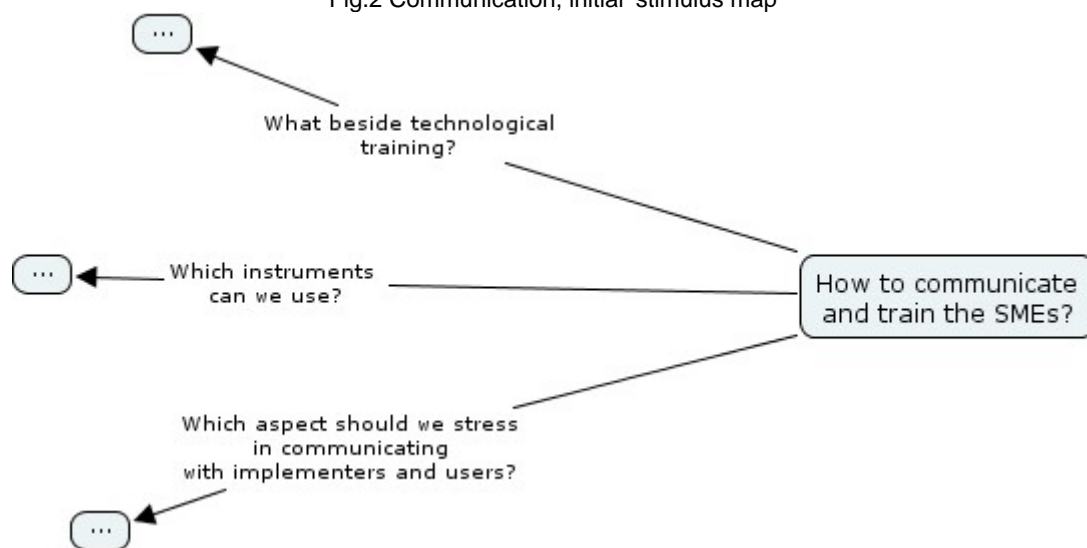 Fig.2 Communication, initial stimulus map
...
What beside technological
training?
...
Which instruments
can we use?
How to communicate
and train the SMEs?
Which aspect should we stress
in communicating
with implementers and users?
...